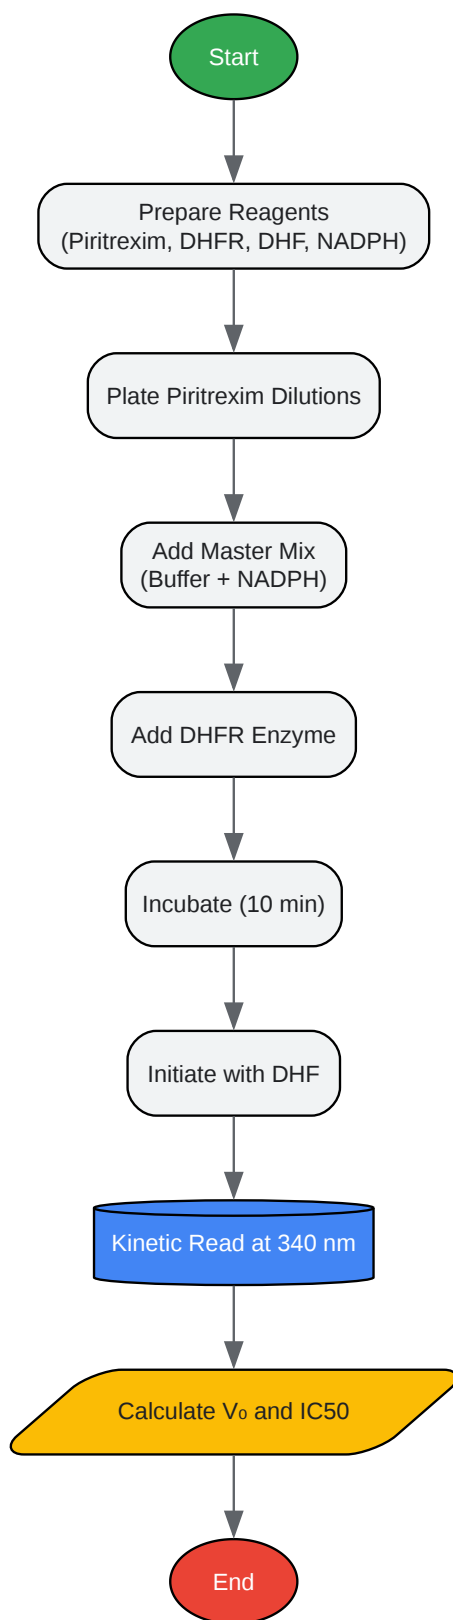 Start
Prepare Reagents
(Piritrexim, DHFR, DHF, NADPH)
Plate Piritrexim Dilutions
Add Master Mix
(Buffer + NADPH)
Add DHFR Enzyme
Incubate (10 min)
Initiate with DHF
Kinetic Read at 340 nm
Calculate V₀ and IC50
End